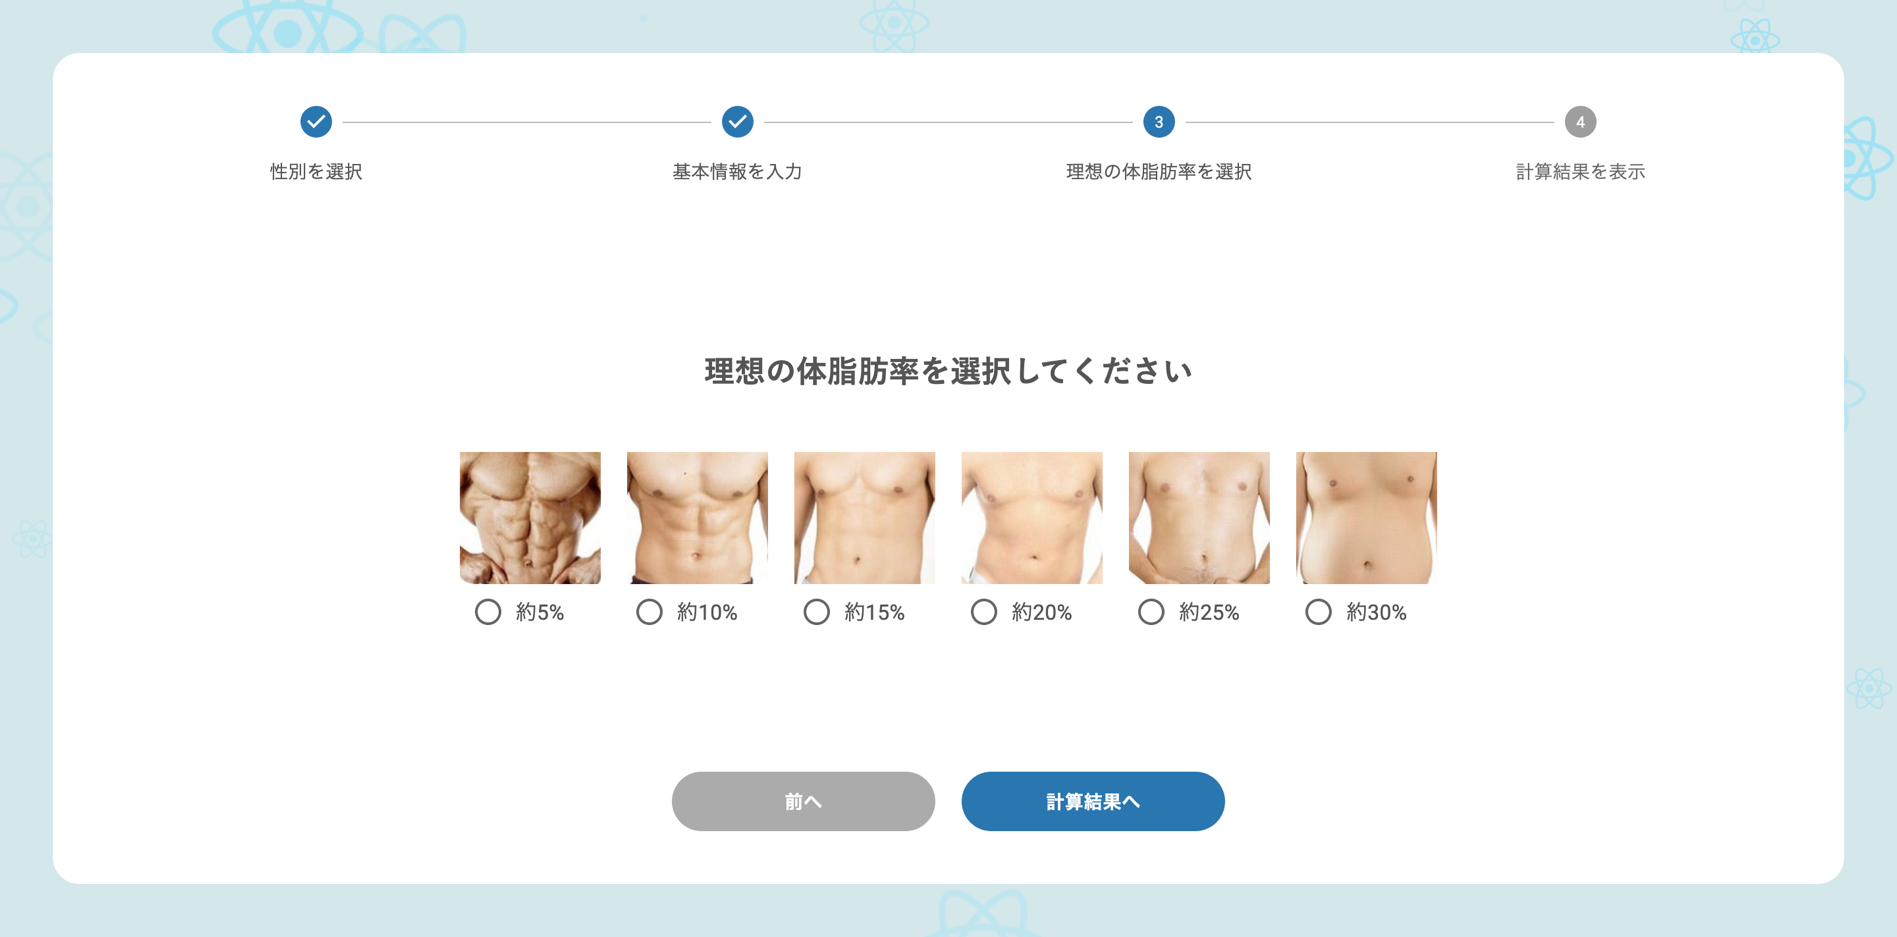 3
4
性別を選択
基本情報を入力
理想の体脂肪率を選択
計算結果を表示
理想の体脂肪率を選択してください
約5%
約10%
約15%
約20%
約25%
約30%
前へ
計算結果へ